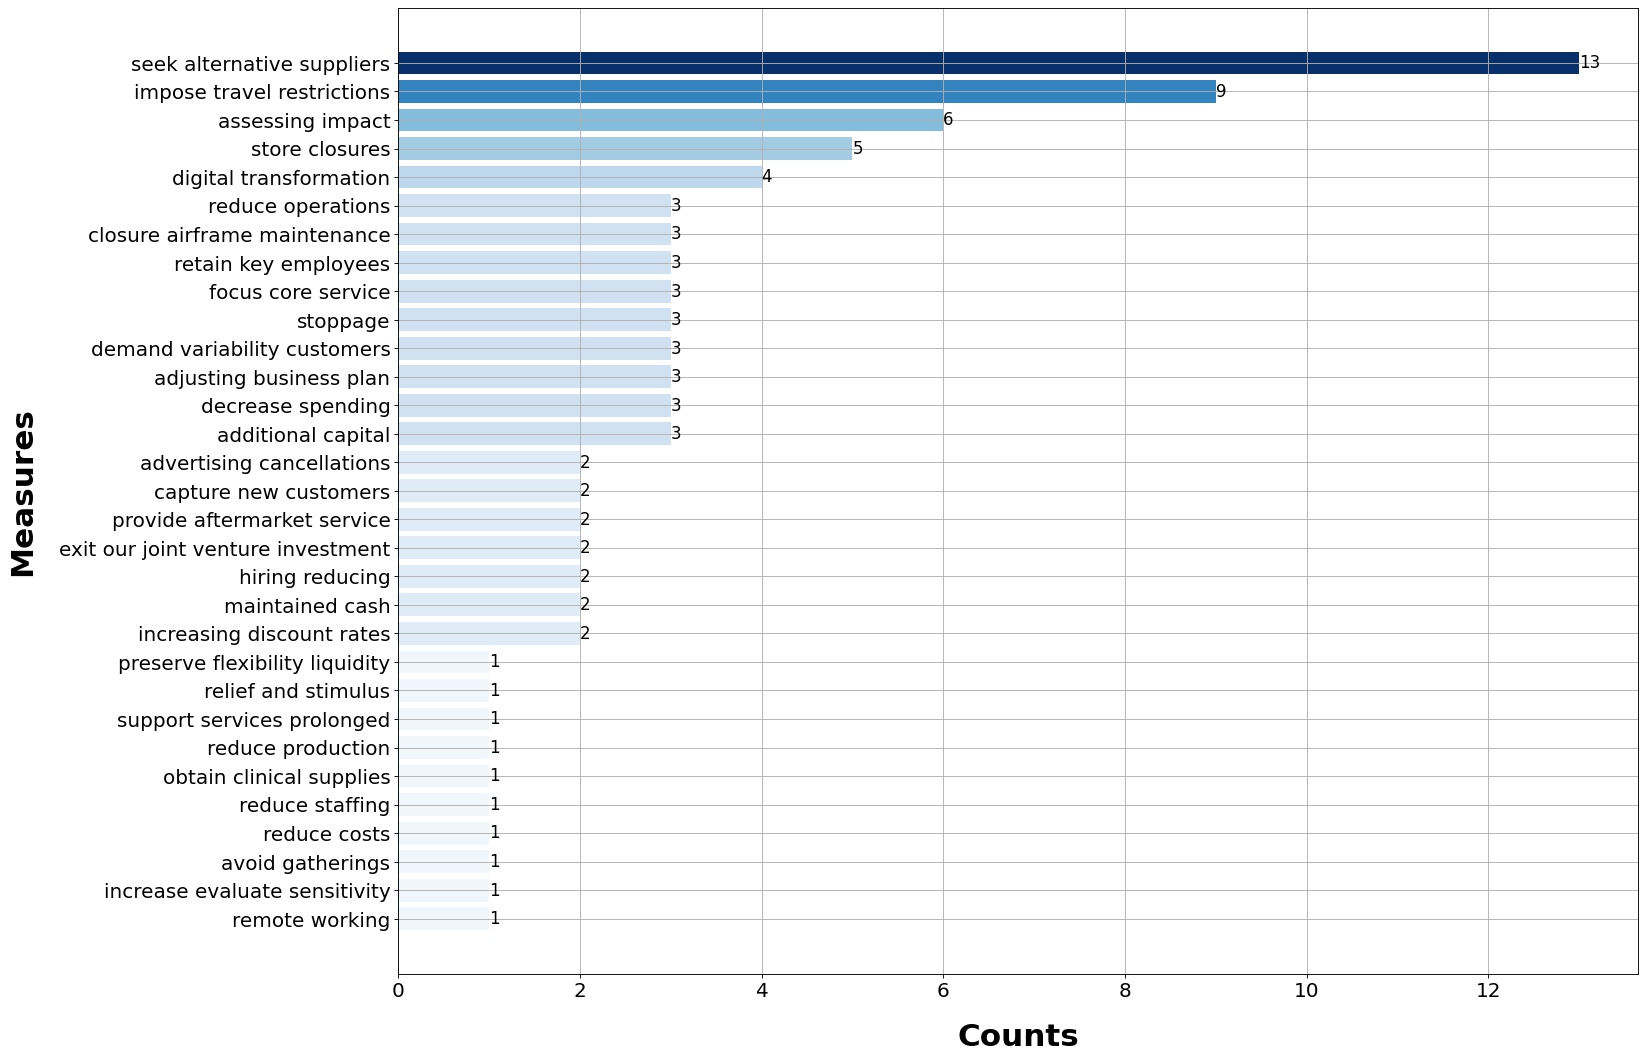 seek alternative suppliers 13
impose travel restrictions 9
assessing impact 6
store closures 5
digital transformation 4
reduce operations 3
closure airframe maintenance 3
retain key employees 3
focus core service 3
stoppage 3
demand variability customers 3
adjusting business plan 3
decrease spending 3
additional capital 3
advertising cancellations 2
capture new customers 2
provide aftermarket service 2
exit our joint venture investment 2
hiring reducing 2
maintained cash 2
increasing discount rates 2
preserve flexibility liquidity 1
relief and stimulus 1
support services prolonged 1
reduce production 1
obtain clinical supplies 1
reduce staffing 1
reduce costs 1
avoid gatherings 1
increase evaluate sensitivity 1
remote working 1
Measures
0 2 4 6 8 10 12
Counts